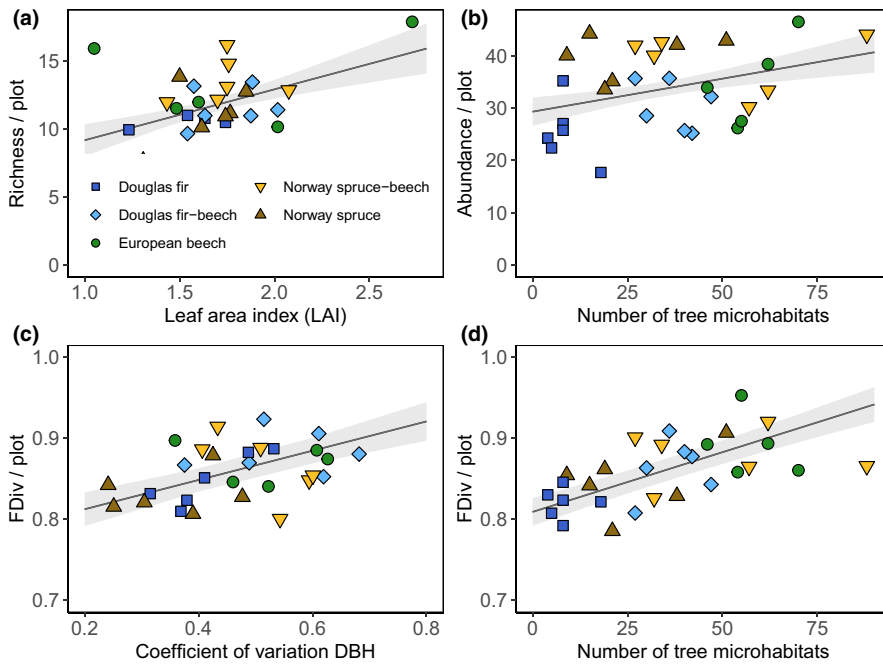 (a)
Richness / plot
15
10
5
0
1.0 1.5 2.0 2.5
Leaf area index (LAI)
Douglas fir
Douglas fir−beech
European beech
Norway spruce−beech
Norway spruce
(b)
Abundance / plot
40
30
20
10
0
0 25 50 75
Number of tree microhabitats
(c)
FDiv / plot
1.0
0.9
0.8
0.7
0.2 0.4 0.6 0.8
Coefficient of variation DBH
(d)
FDiv / plot
1.0
0.9
0.8
0.7
0 25 50 75
Number of tree microhabitats